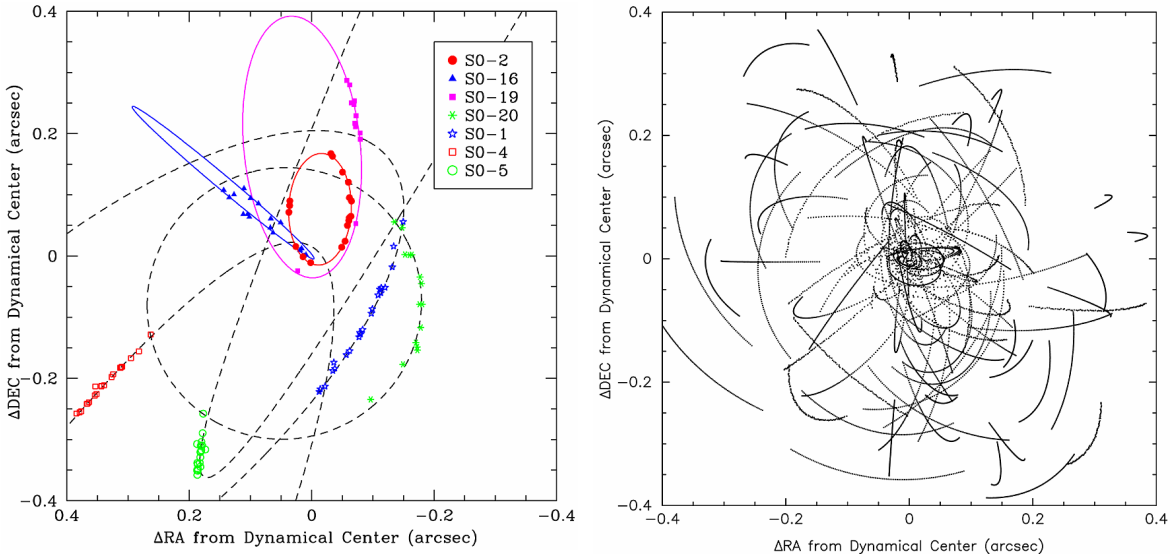 0.4
0.2
0
−0.2
−0.4
ΔDEC from Dynamical Center (arcsec)
0.4
0.2
0
−0.2
−0.4
ΔRA from Dynamical Center (arcsec)
S0-2
S0-16
S0-19
S0-20
S0-1
S0-4
S0-5
0.4
0.2
0
−0.2
−0.4
ΔDEC from Dynamical Center (arcsec)
−0.4
−0.2
0
0.2
0.4
ΔRA from Dynamical Center (arcsec)